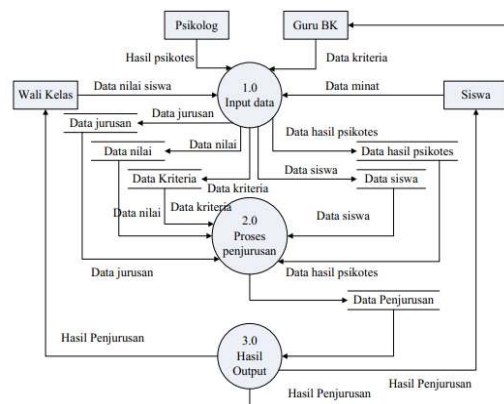 Psikolog
Guru BK
Hasil psikotes
Data kriteria
Wali Kelas
Data nilai siswa
1.0
Input data
Data minat
Siswa
Data jurusan
Data jurusan
Data nilai
Data nilai
Data hasil psikotes
Data hasil psikotes
Data Kriteria
Data kriteria
Data siswa
Data siswa
Data nilai
Data kriteria
2.0
Proses
penjurusan
Data siswa
Data jurusan
Data hasil psikotes
Data Penjurusan
Hasil Penjurusan
3.0
Hasil
Output
Hasil Penjurusan
Hasil Penjurusan